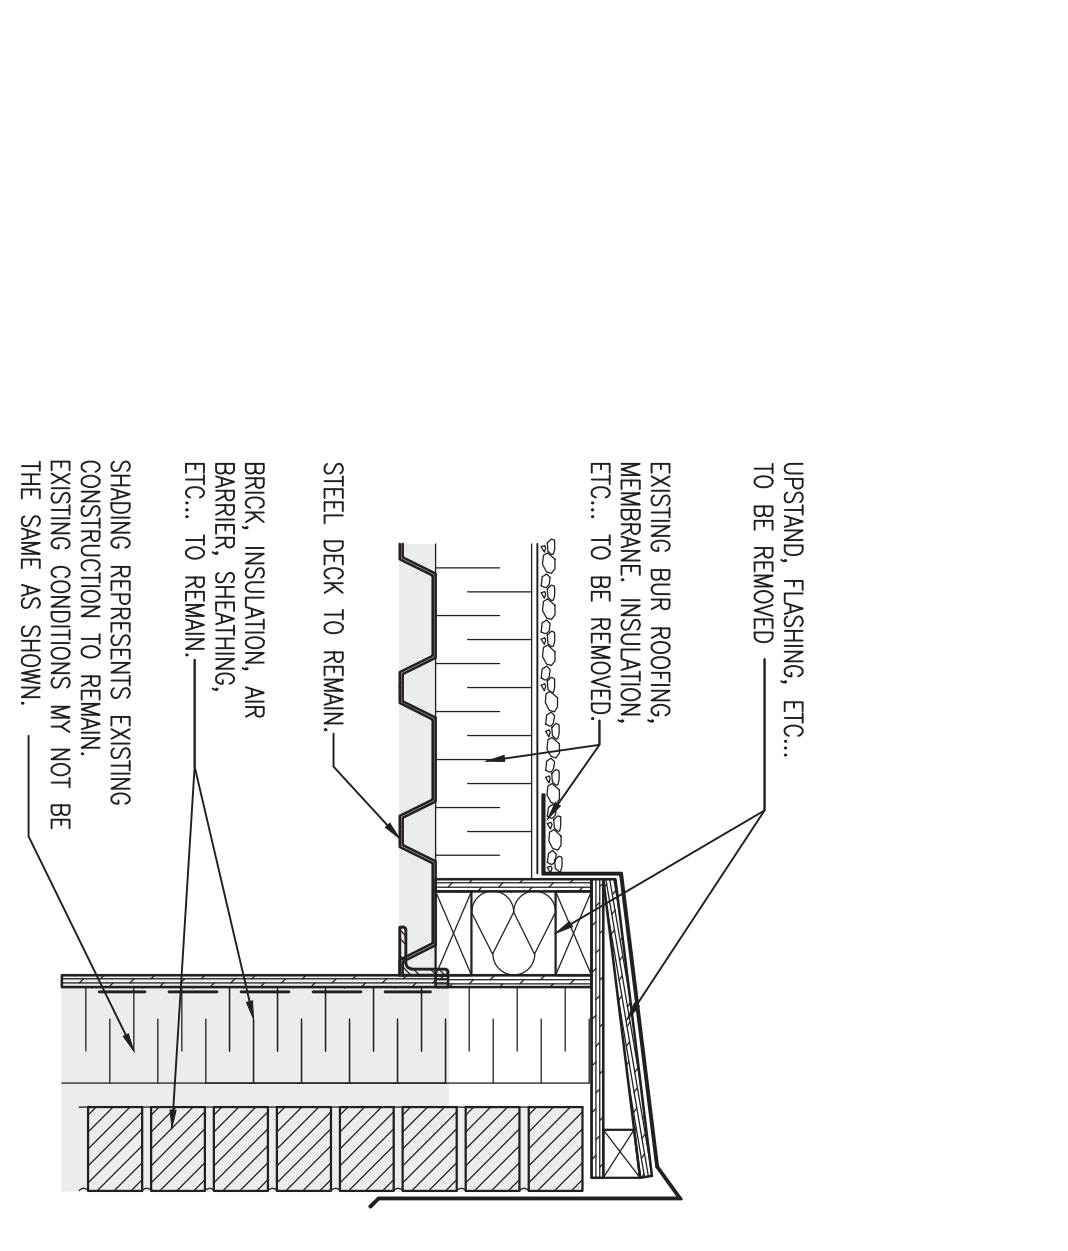 UPSTAND, FLASHING, ETC...
TO BE REMOVED
EXISTING BUR ROOFING,
MEMBRANE. INSULATION,
ETC... TO BE REMOVED.
STEEL DECK TO REMAIN.
BRICK, INSULATION, AIR
BARRIER, SHEATHING,
ETC... TO REMAIN.
SHADING REPRESENTS EXISTING
CONSTRUCTION TO REMAIN.
EXISTING CONDITIONS MY NOT BE
THE SAME AS SHOWN.